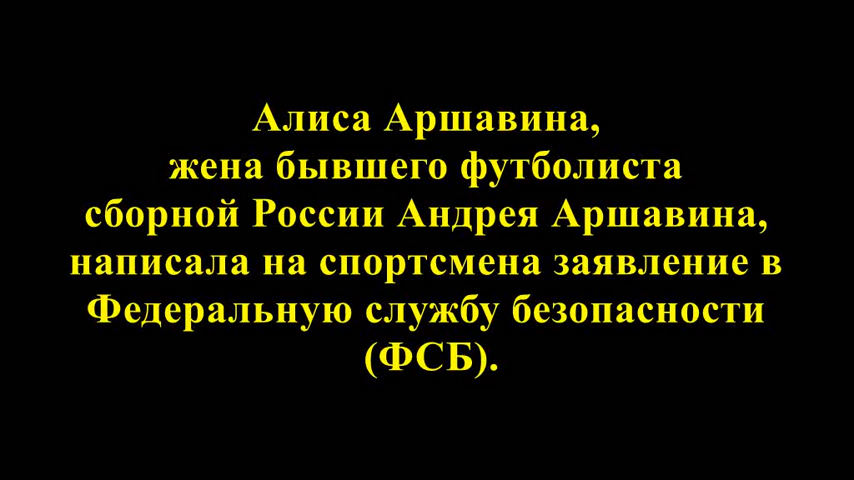 Алиса Аршавина,
жена бывшего футболиста
сборной России Андрея Аршавина,
написала на спортсмена заявление в
Федеральную службу безопасности
(ФСБ).